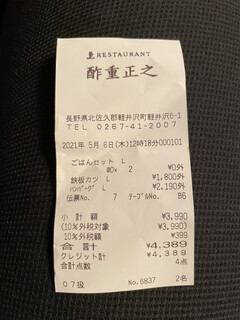 RESTAURANT
酢重正之
長野県北佐久郡軽井沢町軽井沢6-1
TEL 0267-41-2007
2021年 5月 6日(木)12時18分000101
ごはんセット L
@0× 2 ¥0外
鉄板カツ L ¥1,800外
ﾊﾝﾊﾞｰｸﾞ L ¥2,190外
伝票No. 7 テーブルNo. B6
小 計 額 ¥3,990
(10%外税対象 ¥3,990)
10%外税額 ¥399
合 計 ¥4,389
クレジット計 ¥4,389
合計点数 4点
07扱 No.6837 2名